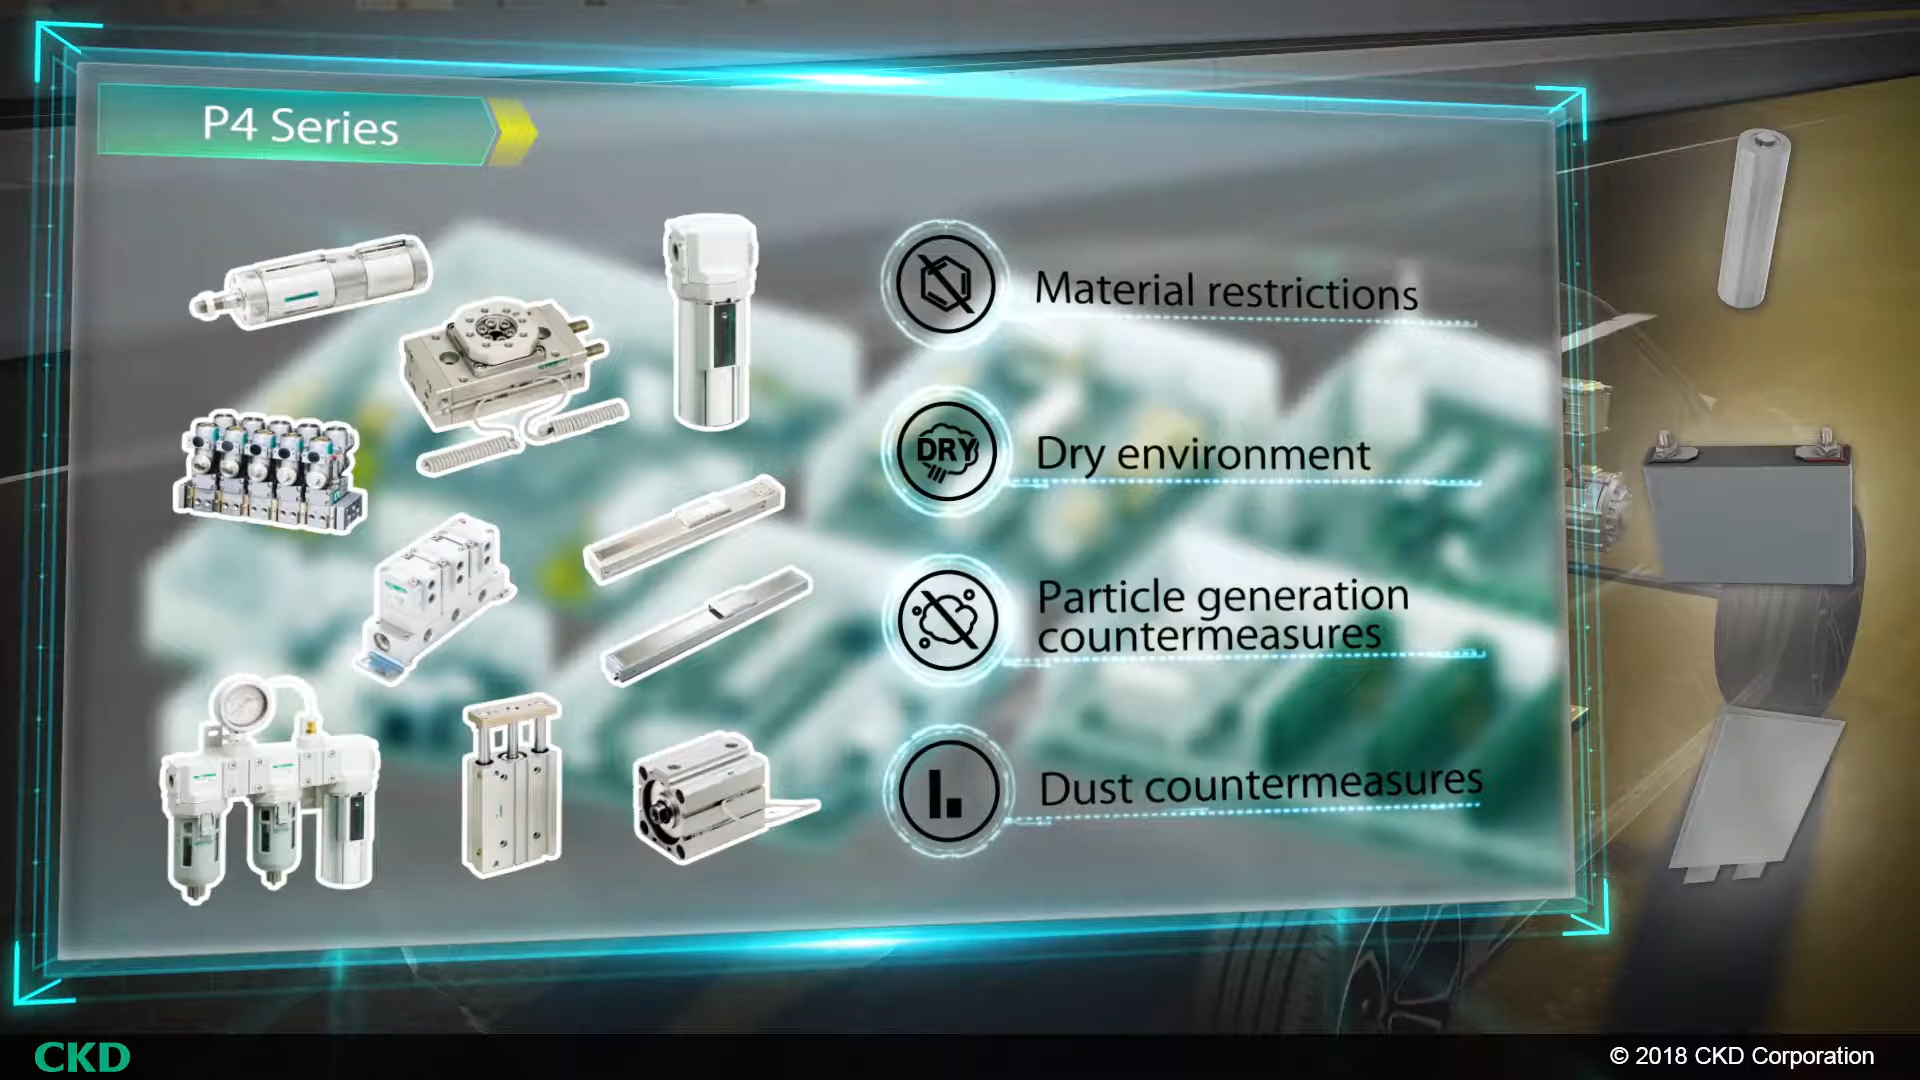 P4 Series
Material restrictions
DRY
Dry environment
Particle generation
countermeasures
Dust countermeasures
CKD
© 2018 CKD Corporation